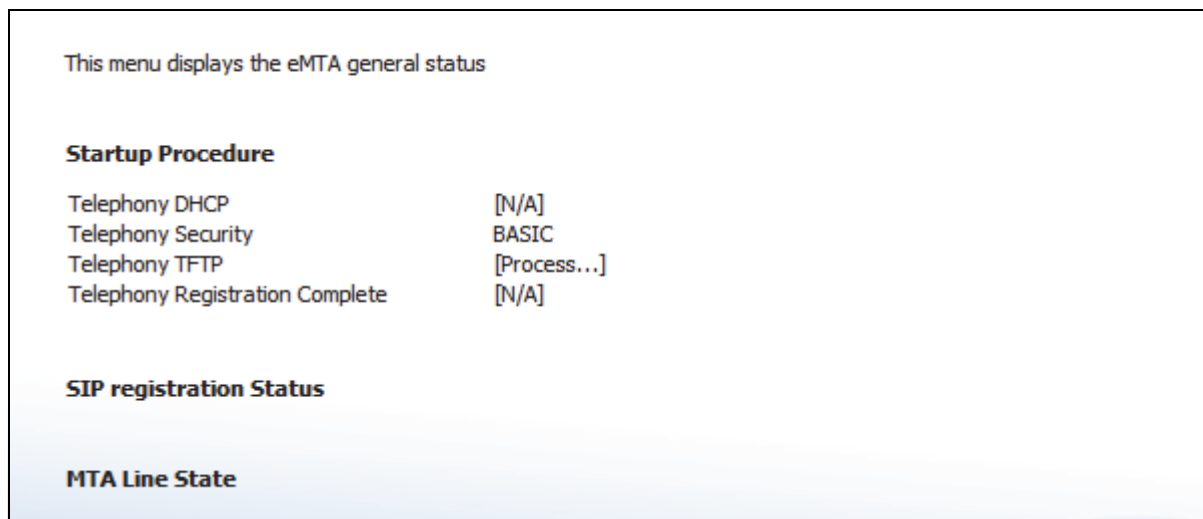 This menu displays the eMTA general status
Startup Procedure
Telephony DHCP [N/A]
Telephony Security BASIC
Telephony TFTP [Process...]
Telephony Registration Complete [N/A]
SIP registration Status
MTA Line State